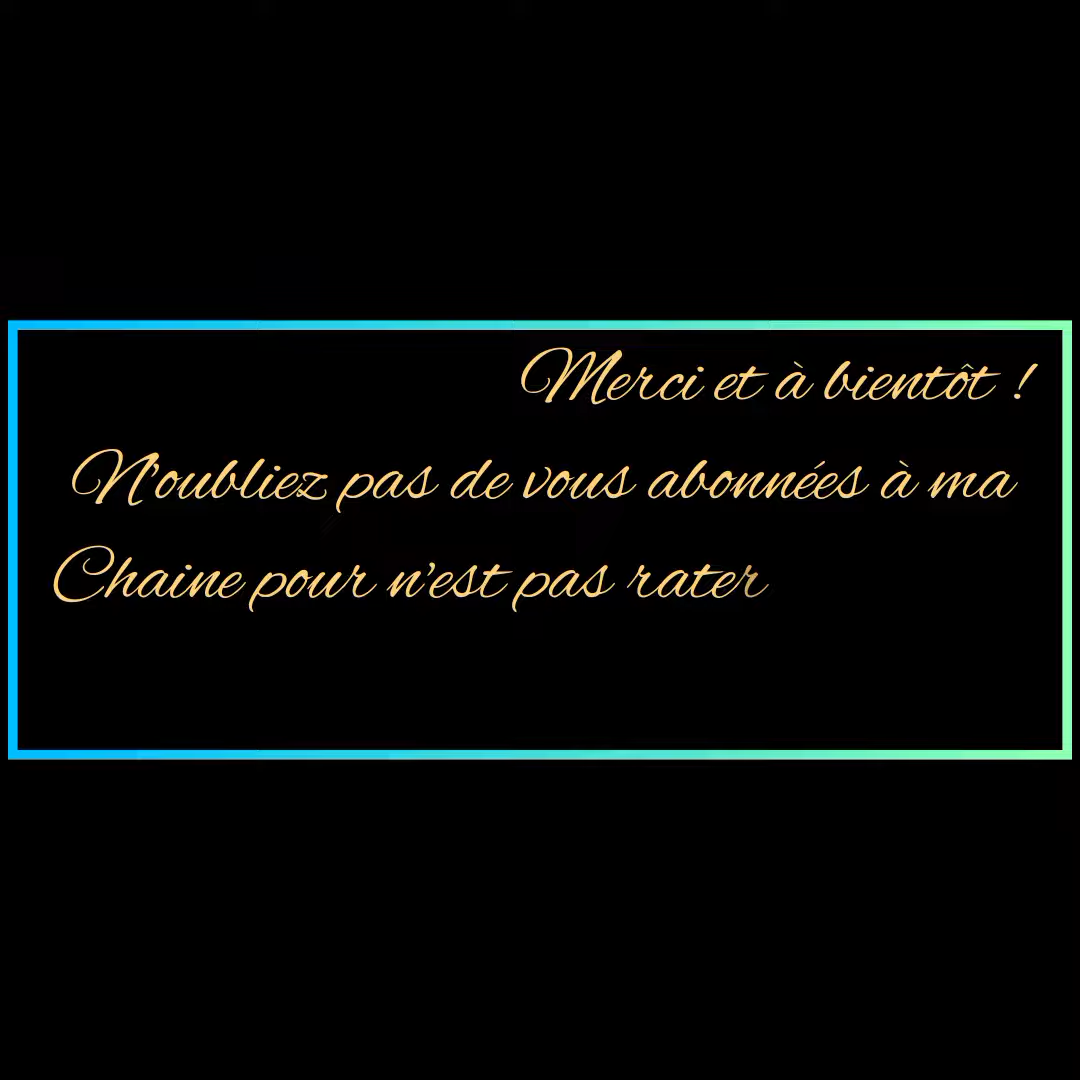 Merci et à bientôt !
N'oubliez pas de vous abonnées à ma
Chaine pour n'est pas rater